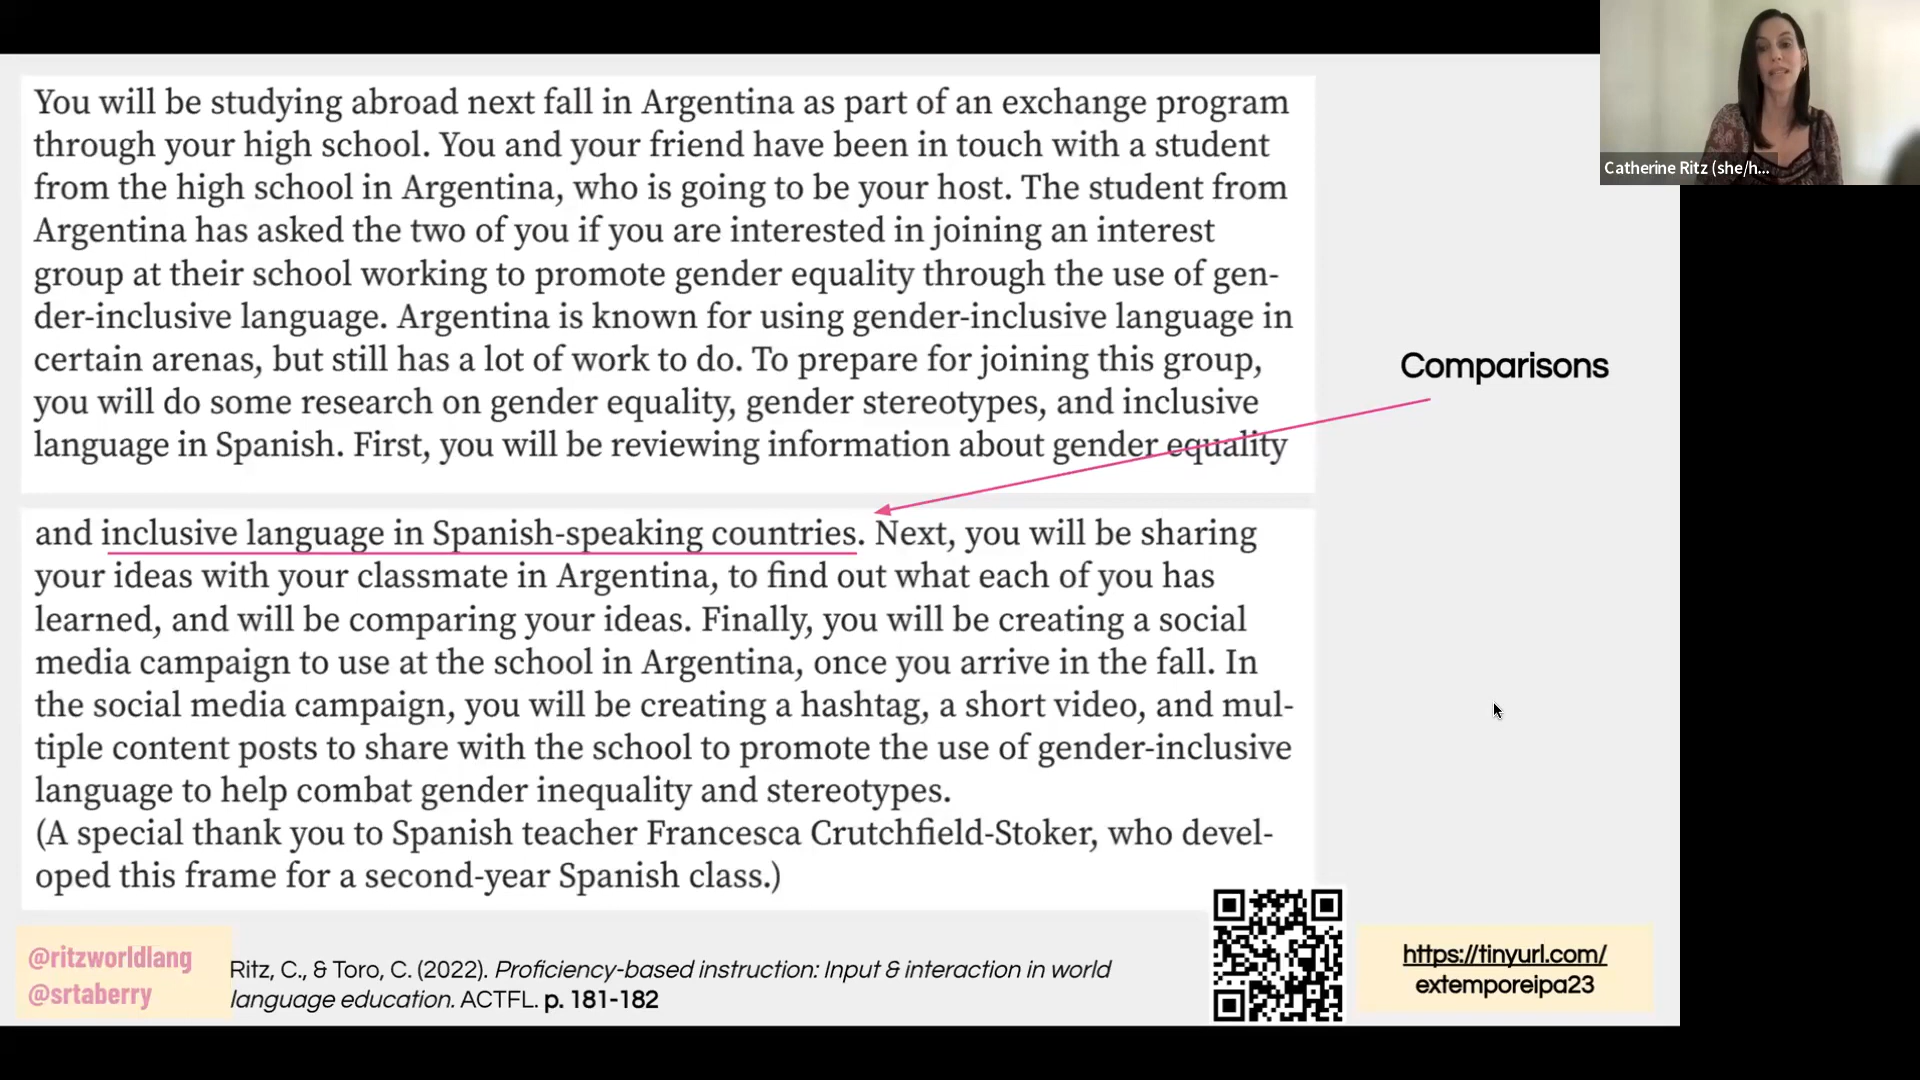 You will be studying abroad next fall in Argentina as part of an exchange program
through your high school. You and your friend have been in touch with a student
from the high school in Argentina, who is going to be your host. The student from
Argentina has asked the two of you if you are interested in joining an interest
group at their school working to promote gender equality through the use of gen-
der-inclusive language. Argentina is known for using gender-inclusive language in
certain arenas, but still has a lot of work to do. To prepare for joining this group,
you will do some research on gender equality, gender stereotypes, and inclusive
language in Spanish. First, you will be reviewing information about gender equality
and inclusive language in Spanish-speaking countries. Next, you will be sharing
your ideas with your classmate in Argentina, to find out what each of you has
learned, and will be comparing your ideas. Finally, you will be creating a social
media campaign to use at the school in Argentina, once you arrive in the fall. In
the social media campaign, you will be creating a hashtag, a short video, and mul-
tiple content posts to share with the school to promote the use of gender-inclusive
language to help combat gender inequality and stereotypes.
(A special thank you to Spanish teacher Francesca Crutchfield-Stoker, who devel-
oped this frame for a second-year Spanish class.)
Comparisons
Catherine Ritz (she/h...
@ritzworldlang
@srtaberry
Ritz, C., & Toro, C. (2022). Proficiency-based instruction: Input & interaction in world
language education. ACTFL. p. 181-182
https://tinyurl.com/
extemporeipa23